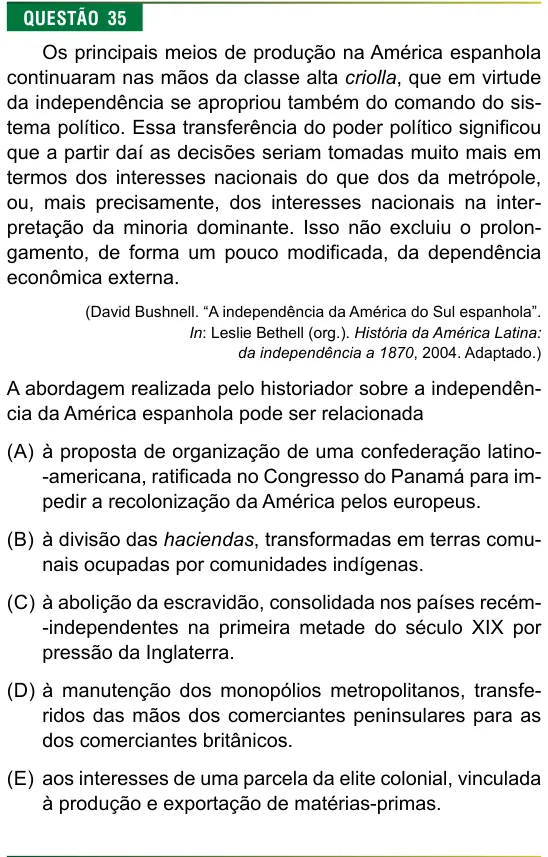 QUESTÃO 35
Os principais meios de produção na América espanhola
continuaram nas mãos da classe alta criolla, que em virtude
da independência se apropriou também do comando do sis-
tema político. Essa transferência do poder político significou
que a partir daí as decisões seriam tomadas muito mais em
termos dos interesses nacionais do que dos da metrópole,
ou, mais precisamente, dos interesses nacionais na inter-
pretação da minoria dominante. Isso não excluiu o prolon-
gamento, de forma um pouco modificada, da dependência
econômica externa.
(David Bushnell. “A independência da América do Sul espanhola”.
In: Leslie Bethell (org.). História da América Latina:
da independência a 1870, 2004. Adaptado.)
A abordagem realizada pelo historiador sobre a independên-
cia da América espanhola pode ser relacionada
(A) à proposta de organização de uma confederação latino-
-americana, ratificada no Congresso do Panamá para im-
pedir a recolonização da América pelos europeus.
(B) à divisão das haciendas, transformadas em terras comu-
nais ocupadas por comunidades indígenas.
(C) à abolição da escravidão, consolidada nos países recém-
-independentes na primeira metade do século XIX por
pressão da Inglaterra.
(D) à manutenção dos monopólios metropolitanos, transfe-
ridos das mãos dos comerciantes peninsulares para as
dos comerciantes britânicos.
(E) aos interesses de uma parcela da elite colonial, vinculada
à produção e exportação de matérias-primas.